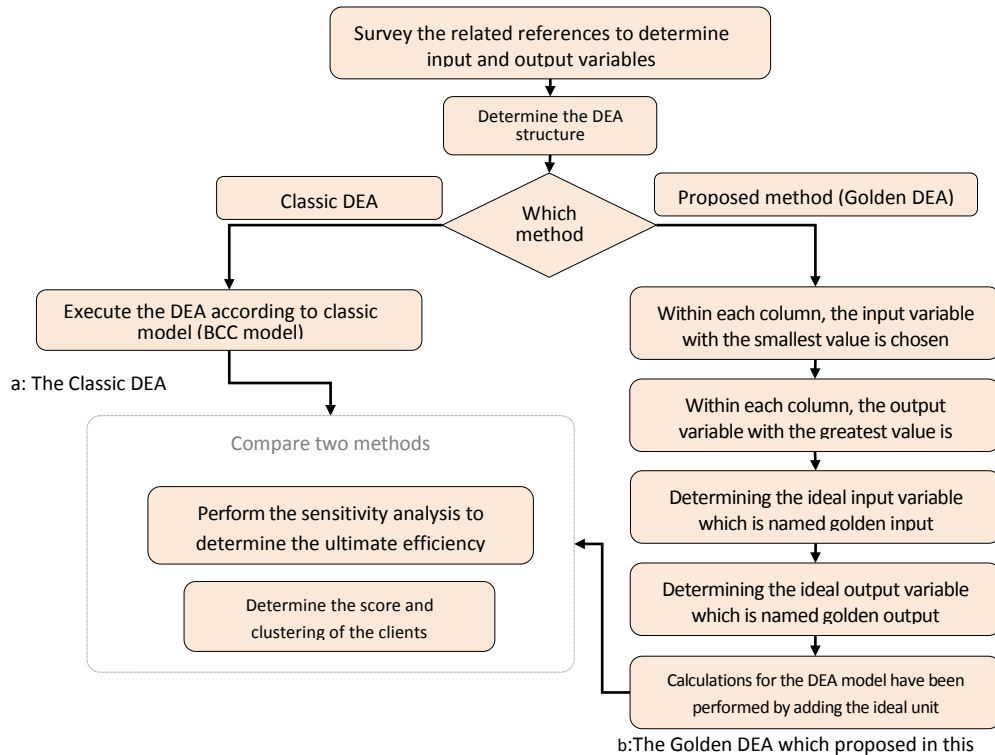 Survey the related references to determine
input and output variables
Determine the DEA
structure
Classic DEA
Proposed method (Golden DEA)
Which
method
Execute the DEA according to classic
model (BCC model)
a: The Classic DEA
Within each column, the input variable
with the smallest value is chosen
Within each column, the output
variable with the greatest value is
Compare two methods
Perform the sensitivity analysis to
determine the ultimate efficiency
Determine the score and
clustering of the clients
Determining the ideal input variable
which is named golden input
Determining the ideal output variable
which is named golden output
Calculations for the DEA model have been
performed by adding the ideal unit
b:The Golden DEA which proposed in this